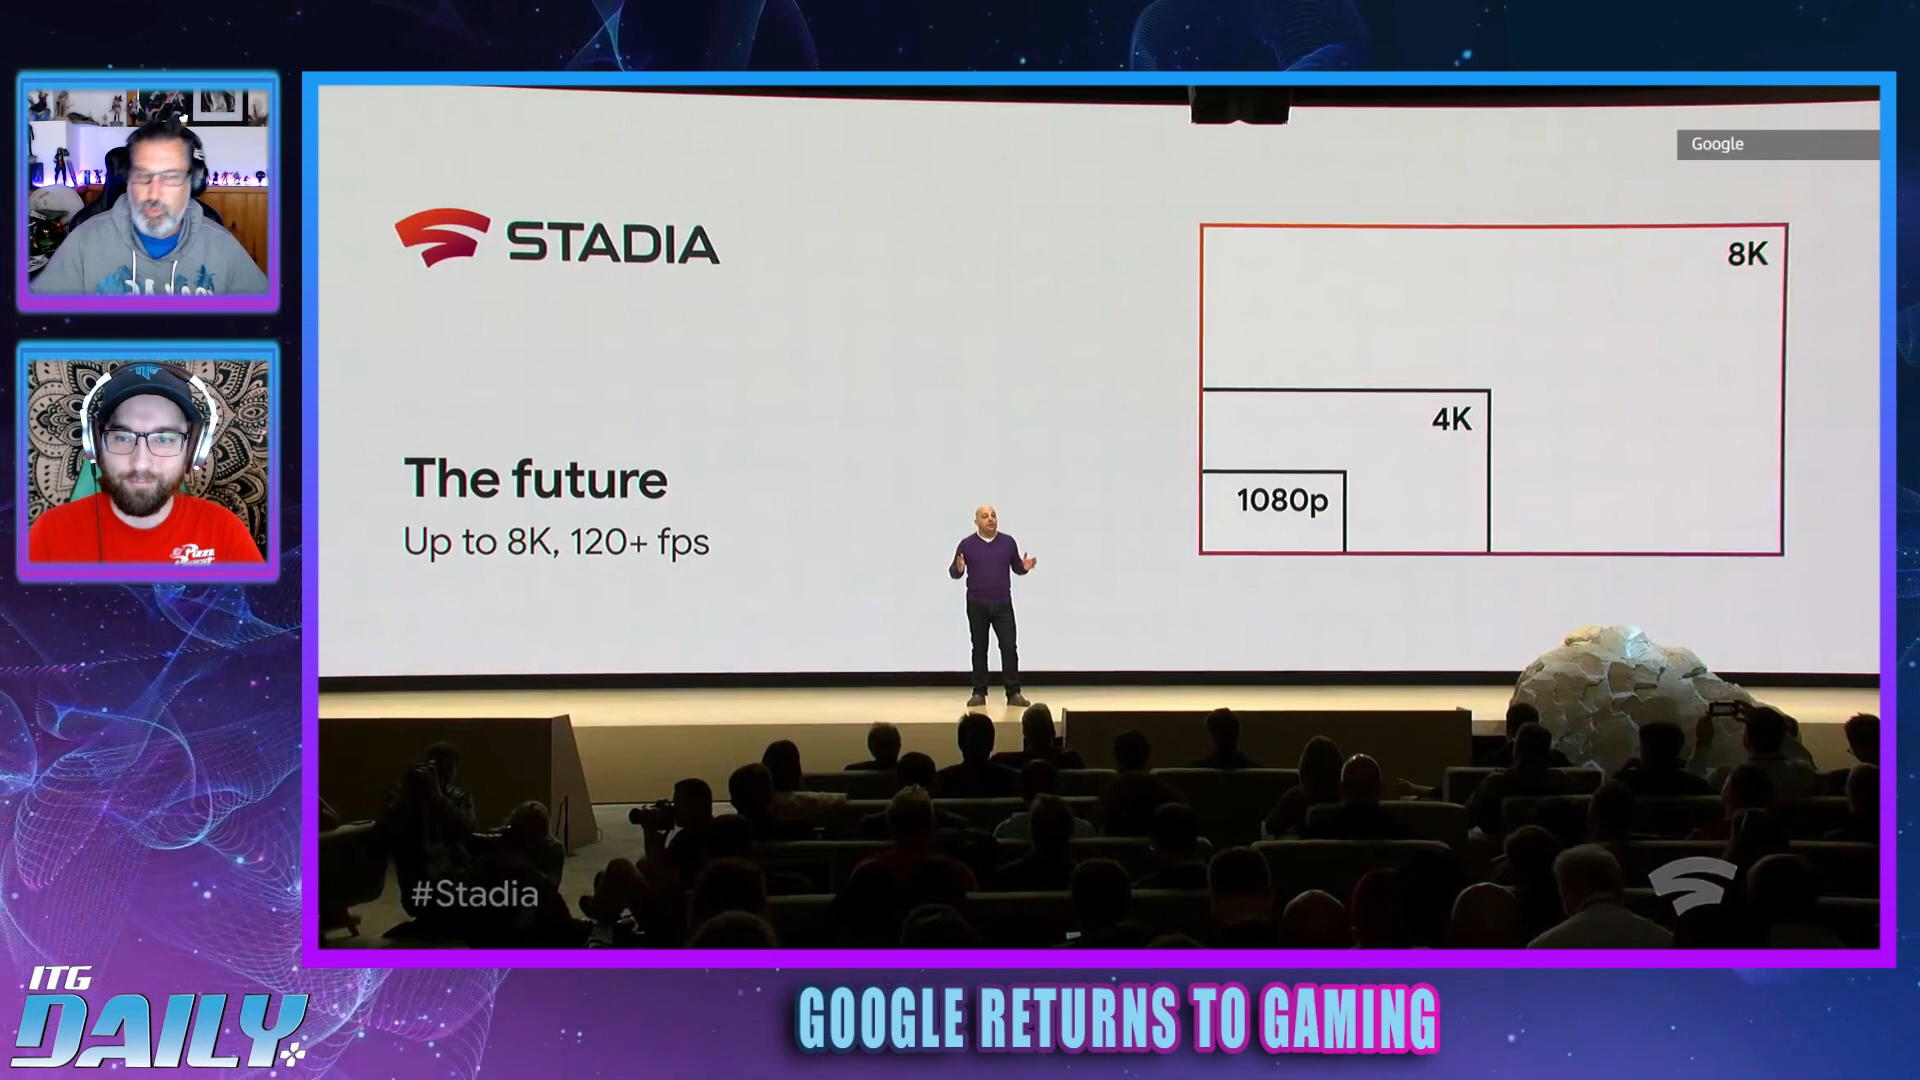 Google
STADIA
8K
4K
1080p
The future
Up to 8K, 120+ fps
#Stadia
ITG
DAILY
GOOGLE RETURNS TO GAMING